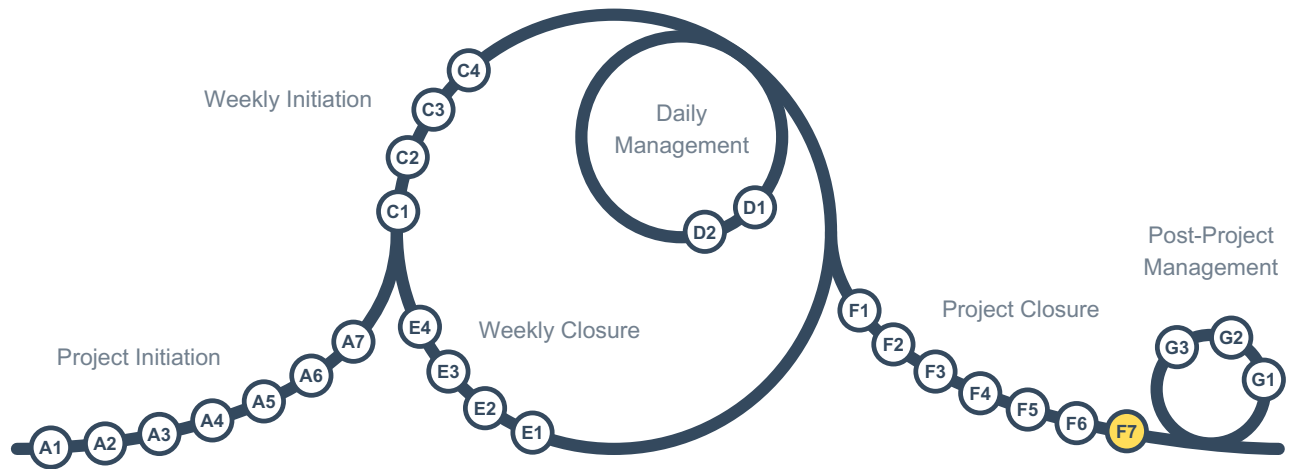 Project Initiation
A1
A2
A3
A4
A5
A6
A7
Weekly Initiation
C1
C2
C3
C4
Daily
Management
D1
D2
Weekly Closure
E1
E2
E3
E4
Project Closure
F1
F2
F3
F4
F5
F6
F7
Post-Project
Management
G1
G2
G3